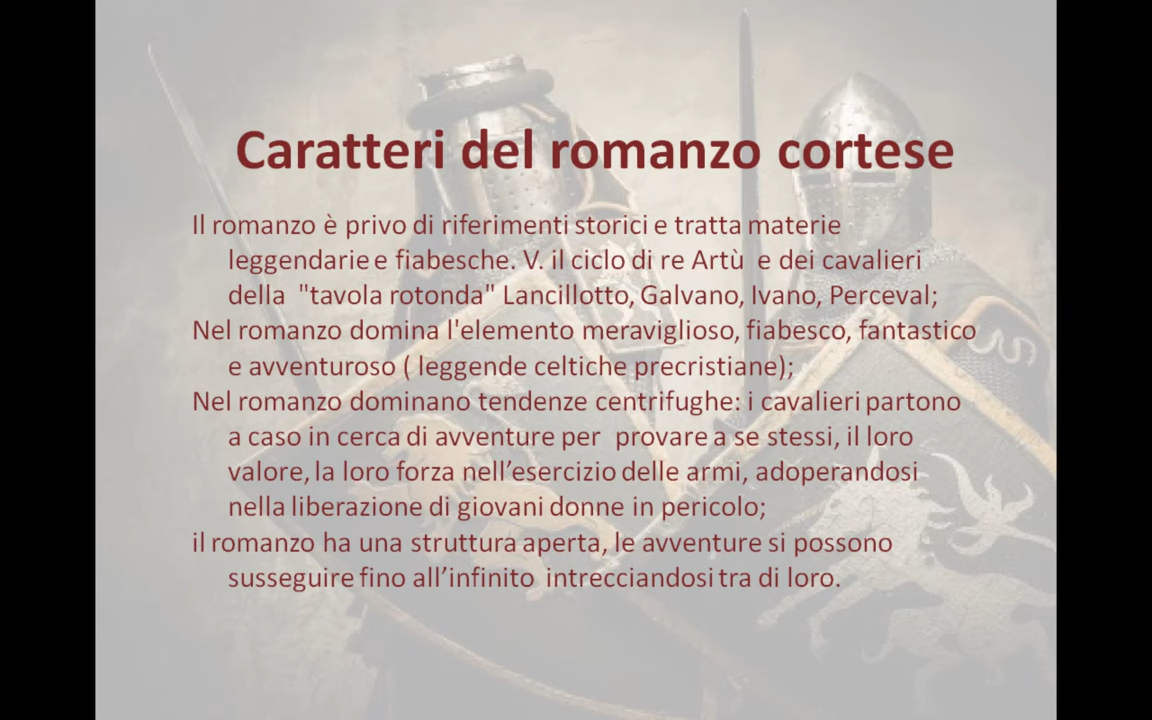 Caratteri del romanzo cortese
Il romanzo è privo di riferimenti storici e tratta materie
leggendarie e fiabesche. V. il ciclo di re Artù e dei cavalieri
della "tavola rotonda" Lancillotto, Galvano, Ivano, Perceval;
Nel romanzo domina l'elemento meraviglioso, fiabesco, fantastico
e avventuroso ( leggende celtiche precristiane);
Nel romanzo dominano tendenze centrifughe: i cavalieri partono
a caso in cerca di avventure per provare a se stessi, il loro
valore, la loro forza nell’esercizio delle armi, adoperandosi
nella liberazione di giovani donne in pericolo;
il romanzo ha una struttura aperta, le avventure si possono
susseguire fino all’infinito intrecciandosi tra di loro.